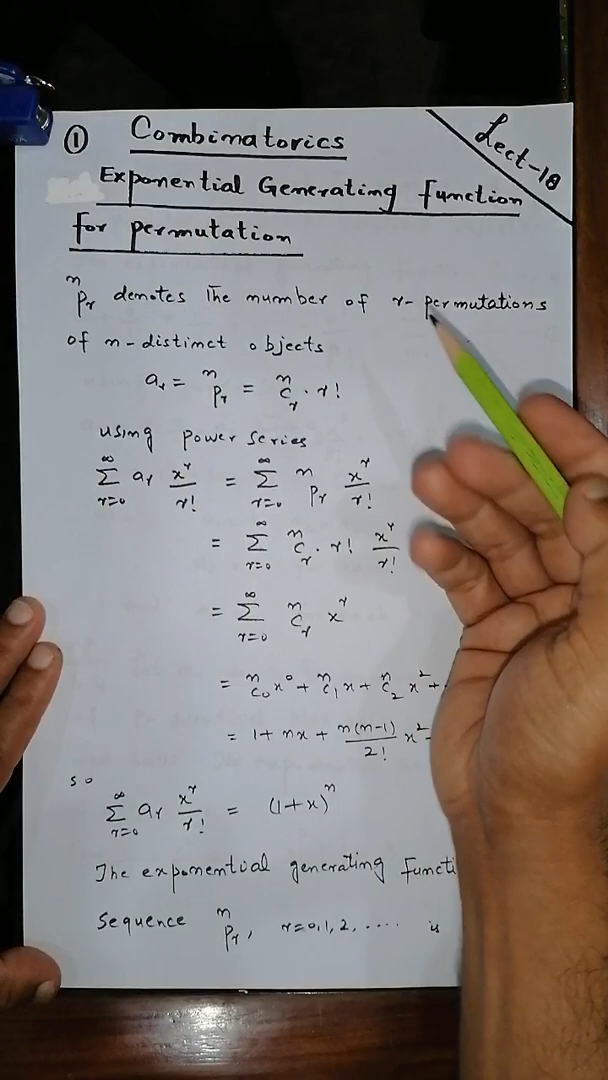 ① Combinatorics
Lect-18
Exponential Generating function
for permutation
ⁿPᵣ denotes the number of r-permutations
of n-distinct objects
aᵣ = ⁿPᵣ = ⁿCᵣ . r!
using power series
∞∑r=0 aᵣ xʳ/r! = ∞∑r=0 ⁿPᵣ xʳ/r!
= ∞∑r=0 ⁿCᵣ . r! xʳ/r!
= ∞∑r=0 ⁿCᵣ xʳ
= ⁿC₀x⁰ + ⁿC₁x + ⁿC₂x² +
= 1 + nx + n(n-1)/2! x²
so
∞∑r=0 aᵣ xʳ/r! = (1+x)ⁿ
The exponential generating functi
sequence ⁿPᵣ, r=0,1,2, .... is